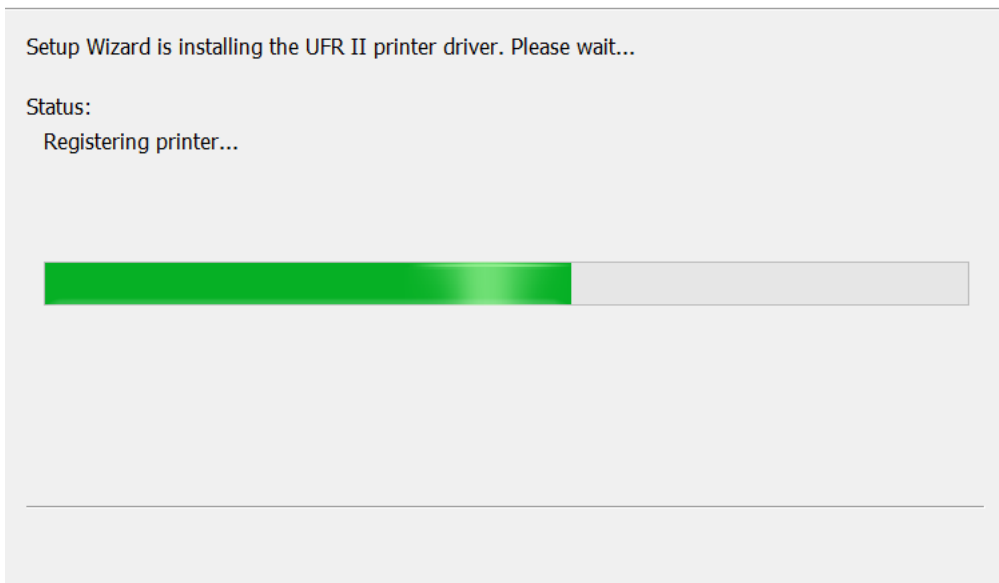 Setup Wizard is installing the UFR II printer driver. Please wait...
Status:
Registering printer...